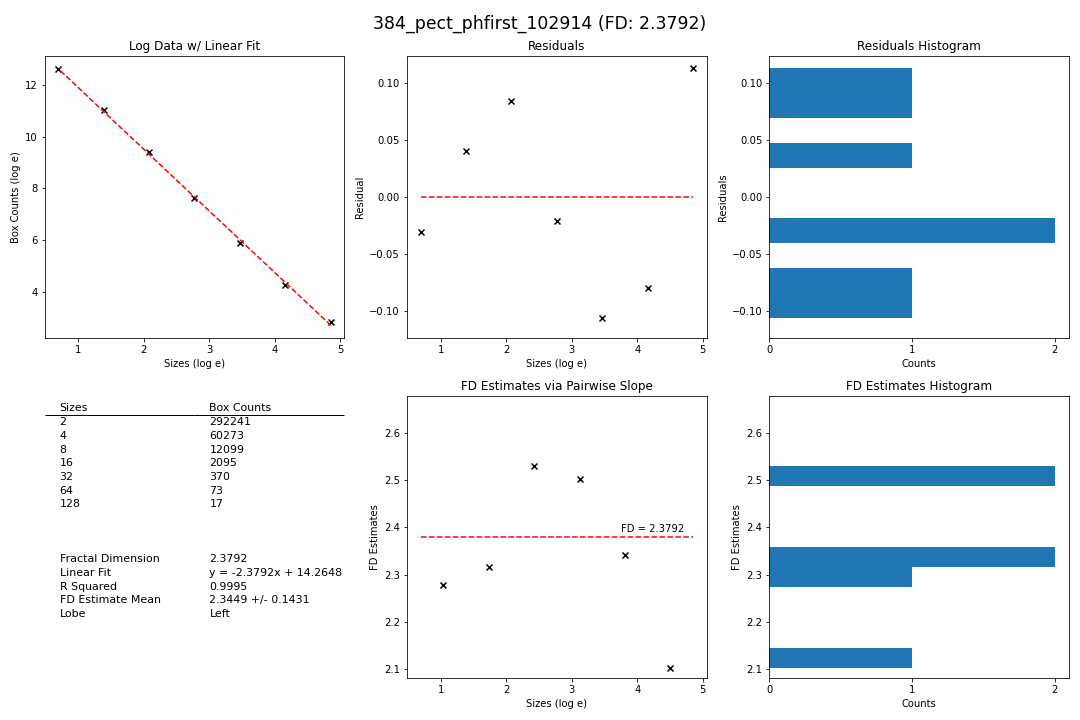 384_pect_phfirst_102914 (FD: 2.3792)
Log Data w/ Linear Fit
12
10
8
6
4
Box Counts (log e)
1 2 3 4 5
Sizes (log e)
Residuals
0.10
0.05
0.00
−0.05
−0.10
Residual
1 2 3 4 5
Sizes (log e)
Residuals Histogram
0.10
0.05
0.00
−0.05
−0.10
Residuals
0 1 2
Counts
Sizes Box Counts
2 292241
4 60273
8 12099
16 2095
32 370
64 73
128 17
Fractal Dimension 2.3792
Linear Fit y = -2.3792x + 14.2648
R Squared 0.9995
FD Estimate Mean 2.3449 +/- 0.1431
Lobe Left
FD Estimates via Pairwise Slope
2.6
2.5
2.4
2.3
2.2
2.1
FD Estimates
FD = 2.3792
1 2 3 4 5
Sizes (log e)
FD Estimates Histogram
2.6
2.5
2.4
2.3
2.2
2.1
FD Estimates
0 1 2
Counts